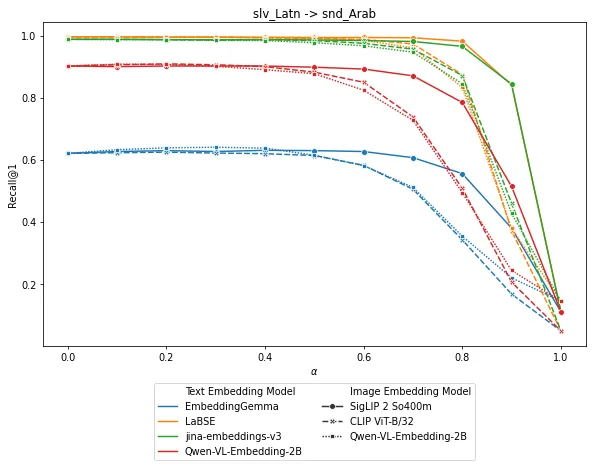 slv_Latn -> snd_Arab
Recall@1
1.0
0.8
0.6
0.4
0.2
0.0 0.2 0.4 0.6 0.8 1.0
α
Text Embedding Model Image Embedding Model
EmbeddingGemma SigLIP 2 So400m
LaBSE CLIP ViT-B/32
jina-embeddings-v3 Qwen-VL-Embedding-2B
Qwen-VL-Embedding-2B